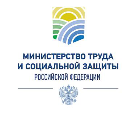 МИНИСТЕРСТВО ТРУДА
И СОЦИАЛЬНОЙ ЗАЩИТЫ
РОССИЙСКОЙ ФЕДЕРАЦИИ